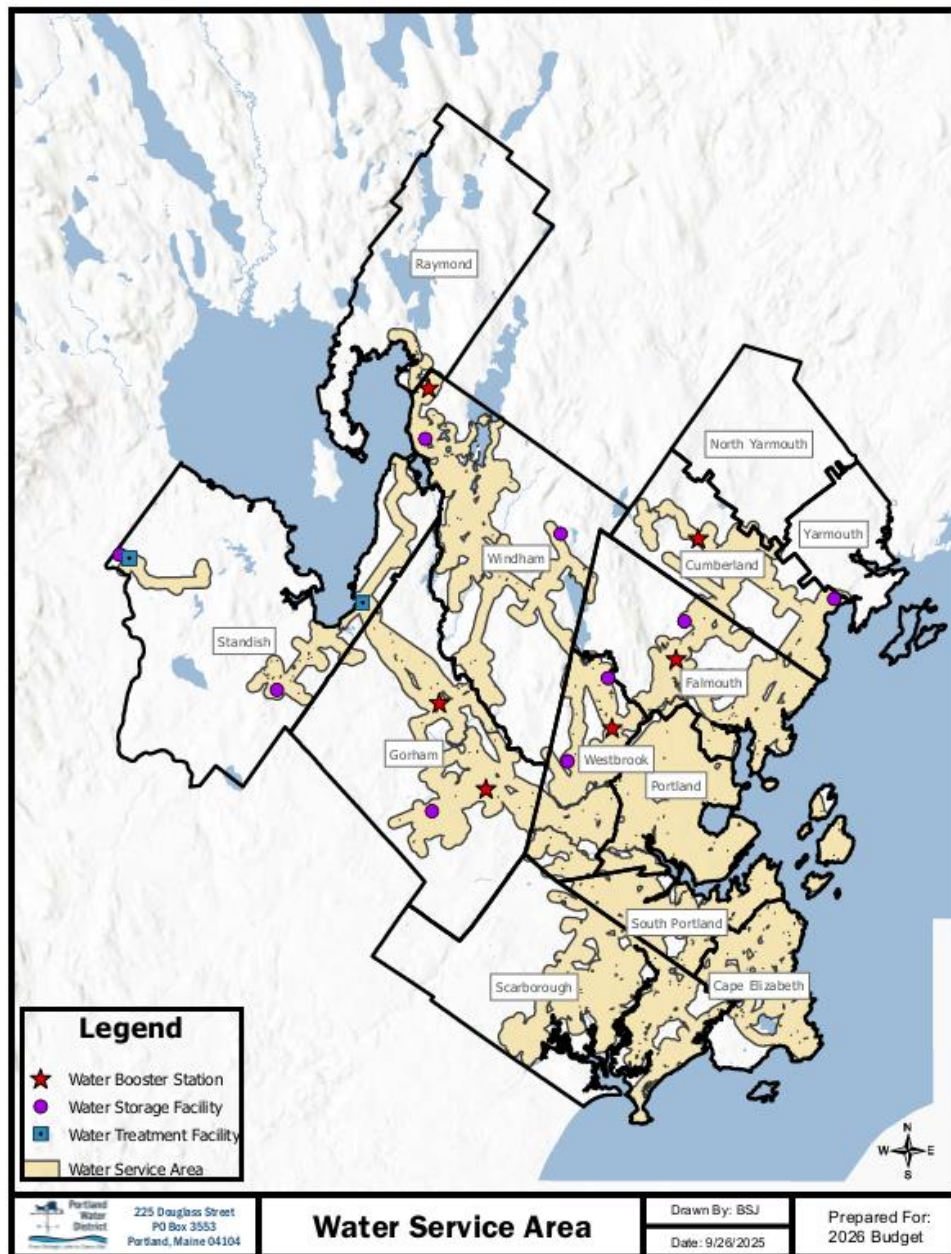 Raymond
North Yarmouth
Yarmouth
Cumberland
Windham
Standish
Falmouth
Gorham
Westbrook
Portland
South Portland
Scarborough
Cape Elizabeth
Legend
Water Booster Station
Water Storage Facility
Water Treatment Facility
Water Service Area
N
W E
S
Portland
Water
District
225 Douglass Street
PO Box 3553
Portland, Maine 04104
Water Service Area
Drawn By: BSJ
Date: 9/26/2025
Prepared For:
2026 Budget